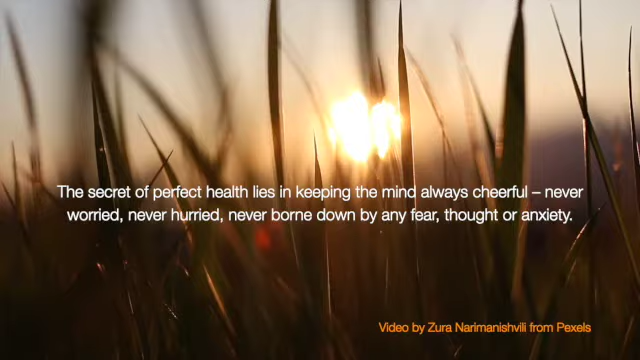 The secret of perfect health lies in keeping the mind always cheerful – never
worried, never hurried, never borne down by any fear, thought or anxiety.
Video by Zura Narimanishvili from Pexels